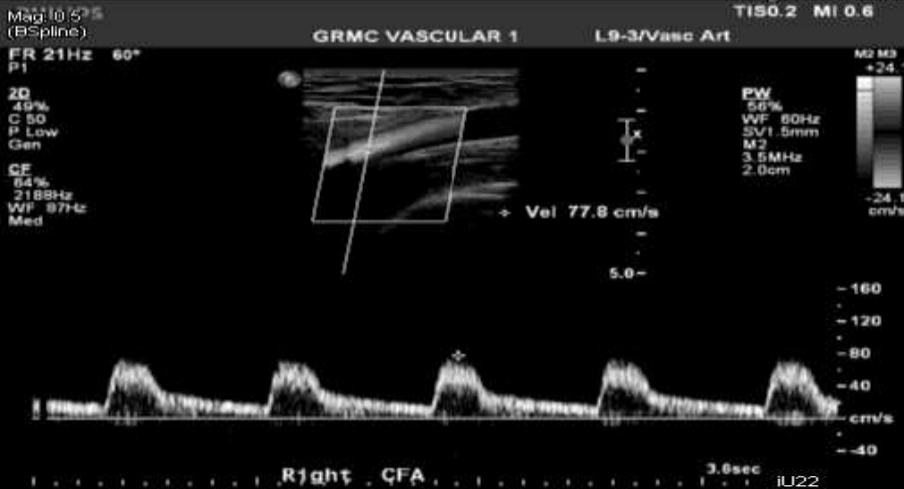 PHILIPS
Mag: 0.5
(BSpline)
TIS0.2 MI 0.6
GRMC VASCULAR 1
L9-3/Vasc Art
FR 21Hz 60°
P1
2D
49%
C 50
P Low
Gen
CF
64%
2188Hz
WF 87Hz
Med
M2 M3
+24.1
PW
56%
WF 60Hz
SV1.5mm
M2
3.5MHz
2.0cm
-24.1
cm/s
x
Vel 77.8 cm/s
5.0
160
120
80
40
cm/s
-40
Right CFA
3.6sec
iU22